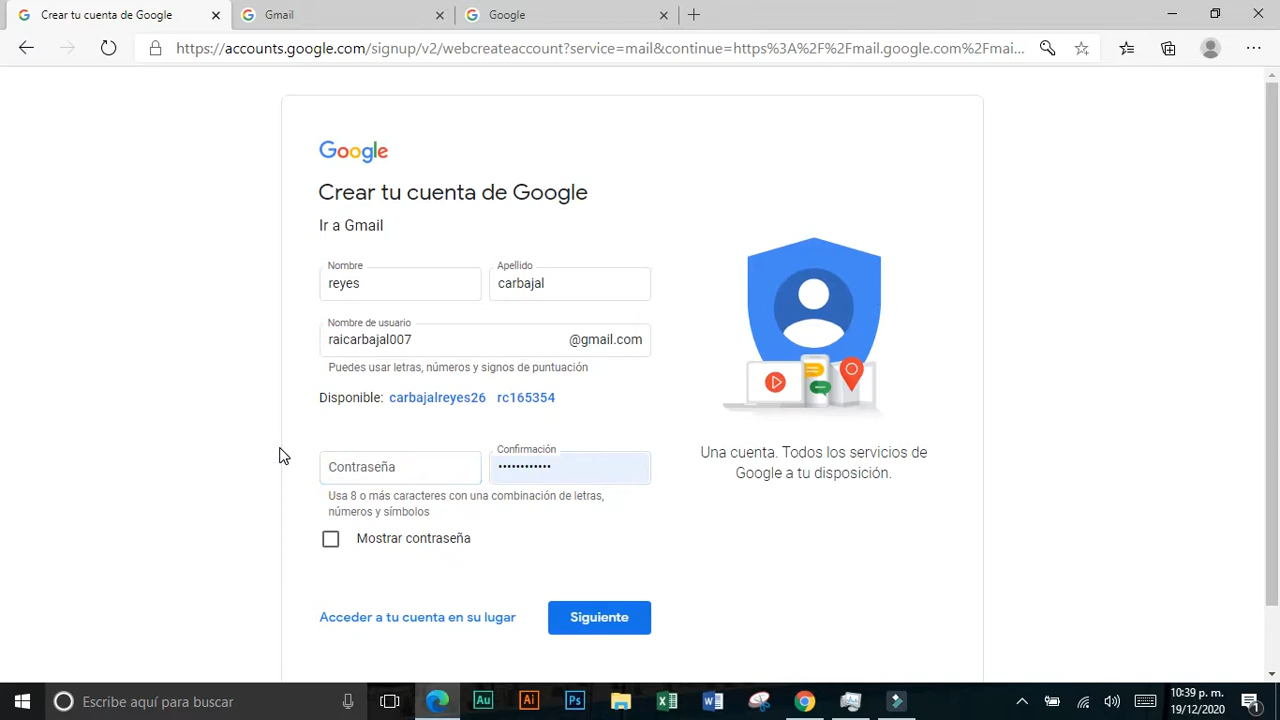 Crear tu cuenta de Google
Gmail
Google
https://accounts.google.com/signup/v2/webcreateaccount?service=mail&continue=https%3A%2F%2Fmail.google.com%2Fmai...
Google
Crear tu cuenta de Google
Ir a Gmail
Nombre
Apellido
reyes
carbajal
Nombre de usuario
raicarbajal007 @gmail.com
Puedes usar letras, números y signos de puntuación
Disponible: carbajalreyes26 rc165354
Confirmación
Contraseña ••••••••••••
Usa 8 o más caracteres con una combinación de letras,
números y símbolos
Mostrar contraseña
Acceder a tu cuenta en su lugar
Siguiente
Una cuenta. Todos los servicios de
Google a tu disposición.
Escribe aquí para buscar
Au
Ai
Ps
10:39 p. m.
19/12/2020
1